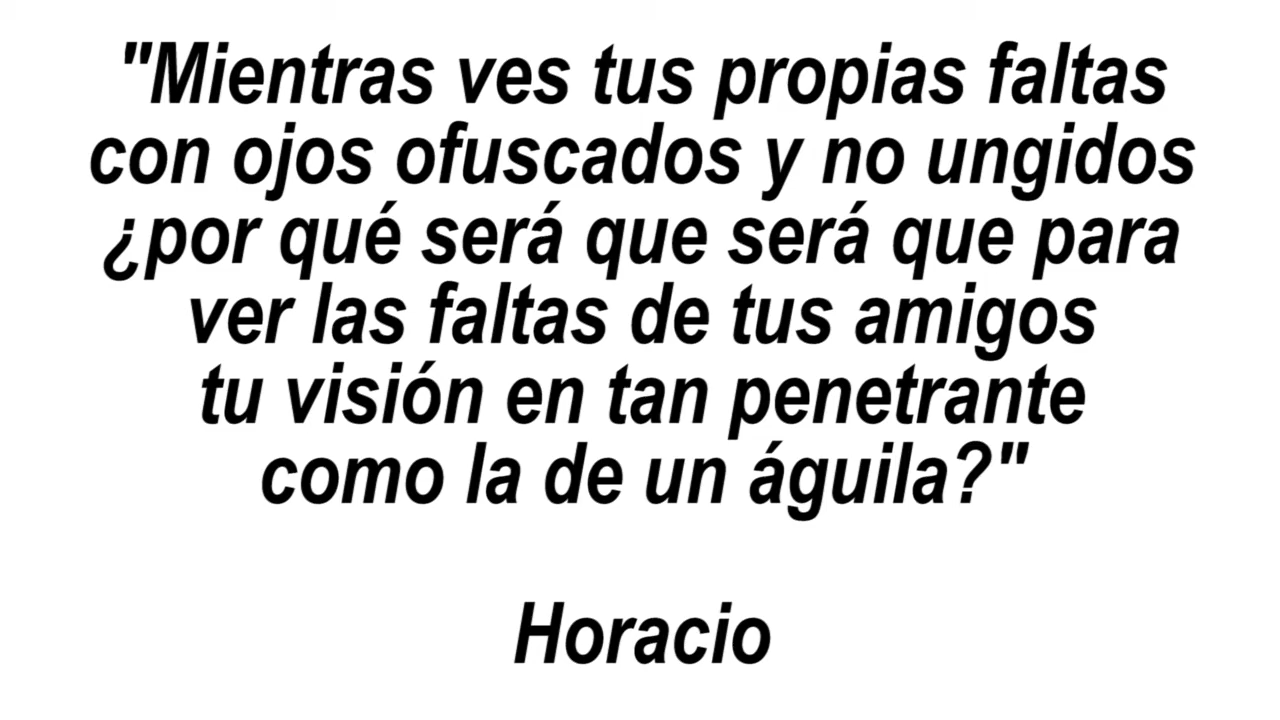 "Mientras ves tus propias faltas
con ojos ofuscados y no ungidos
¿por qué será que será que para
ver las faltas de tus amigos
tu visión en tan penetrante
como la de un águila?"
Horacio